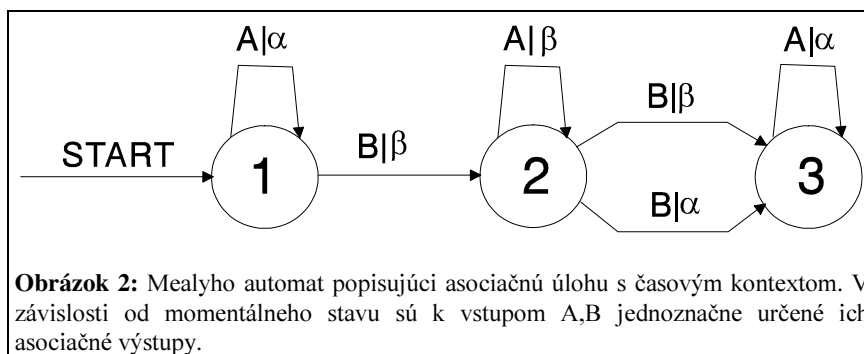 A|α A|β A|α
B|β
START B|β
1 2 3
B|α
Obrázok 2: Mealyho automat popisujúci asociačnú úlohu s časovým kontextom. V
závislosti od momentálneho stavu sú k vstupom A,B jednoznačne určené ich
asociačné výstupy.